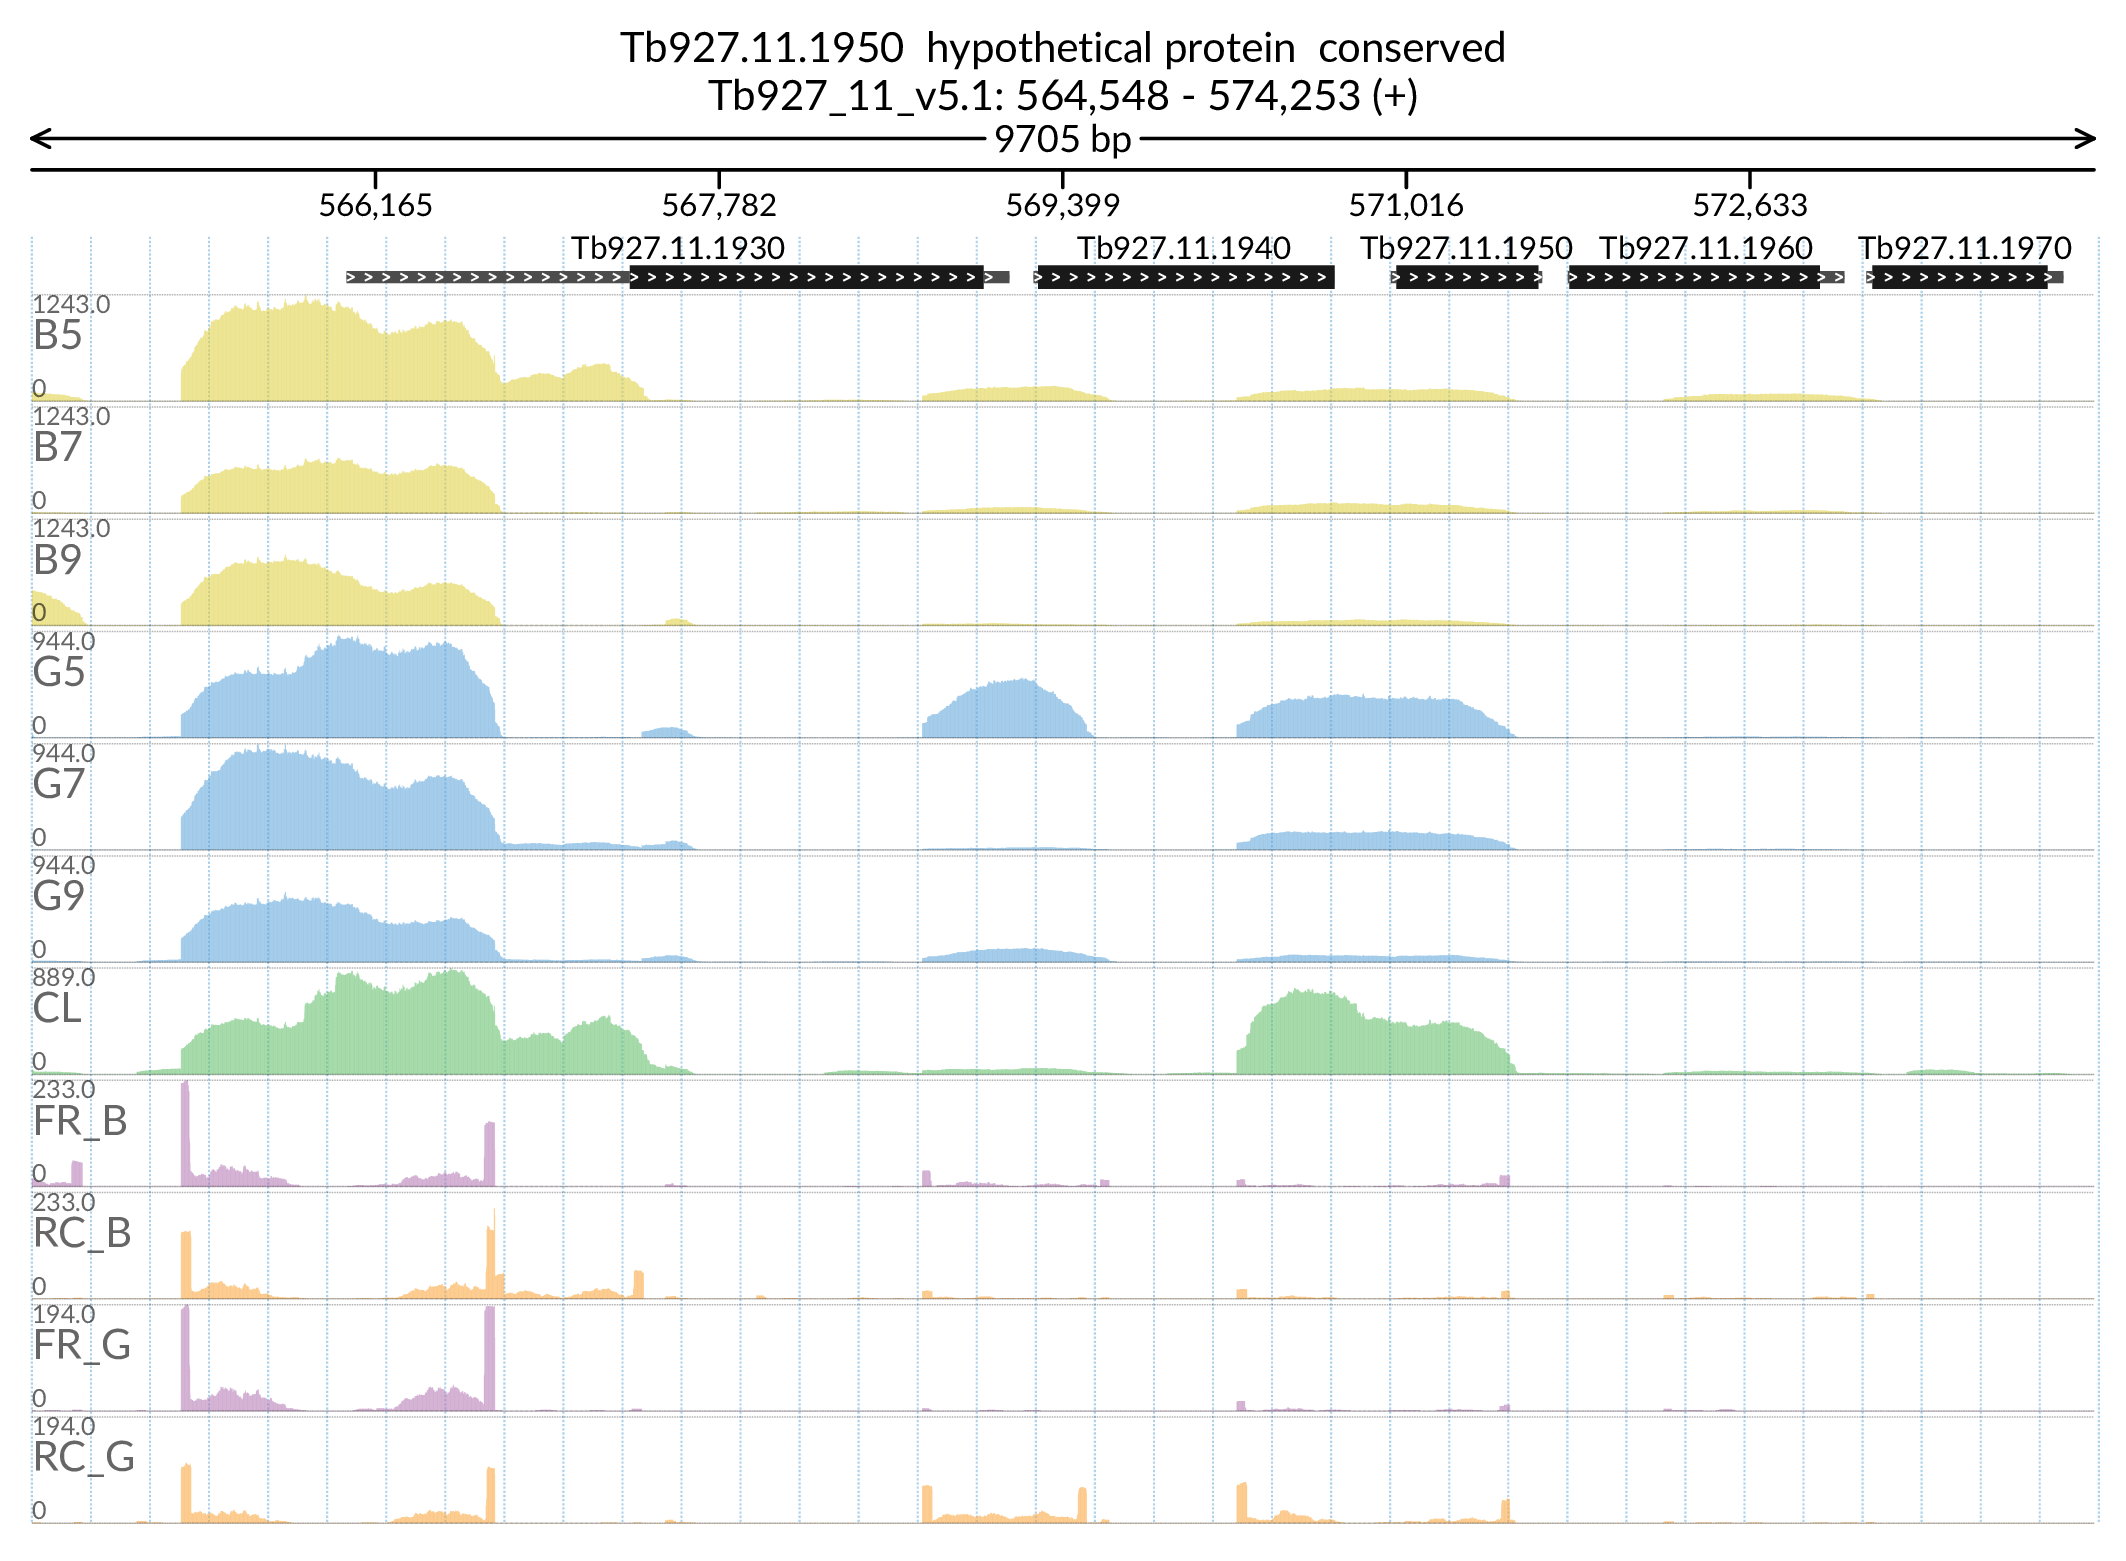 Tb927.11.1950  hypothetical protein  conserved
Tb927_11_v5.1: 564,548 - 574,253 (+)
9705 bp
566,165 567,782 569,399 571,016 572,633
Tb927.11.1930 Tb927.11.1940 Tb927.11.1950 Tb927.11.1960 Tb927.11.1970
1243.0
B5
0
1243.0
B7
0
1243.0
B9
0
944.0
G5
0
944.0
G7
0
944.0
G9
0
889.0
CL
0
233.0
FR_B
0
233.0
RC_B
0
194.0
FR_G
0
194.0
RC_G
0